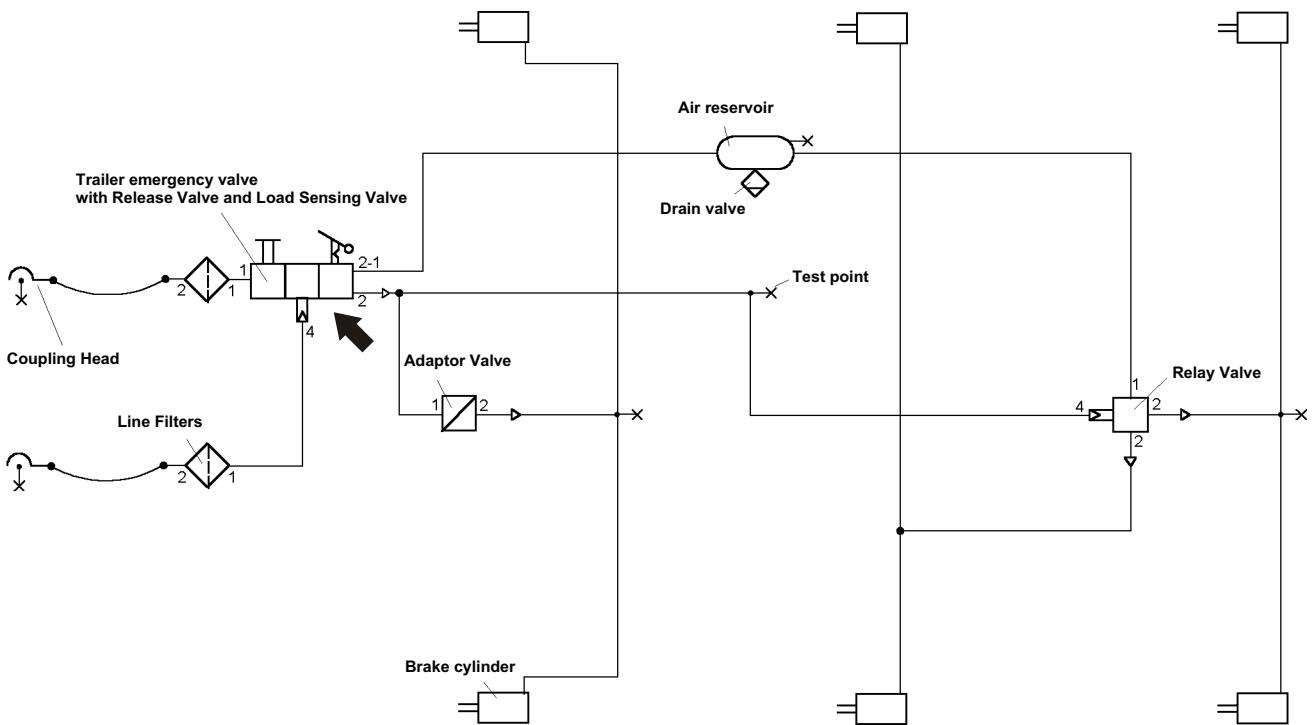 Air reservoir
Trailer emergency valve
with Release Valve and Load Sensing Valve
Drain valve
1
2-1
2
1
2
4
Test point
Coupling Head
Adaptor Valve
Relay Valve
1
1
2
4
2
2
Line Filters
2
1
Brake cylinder